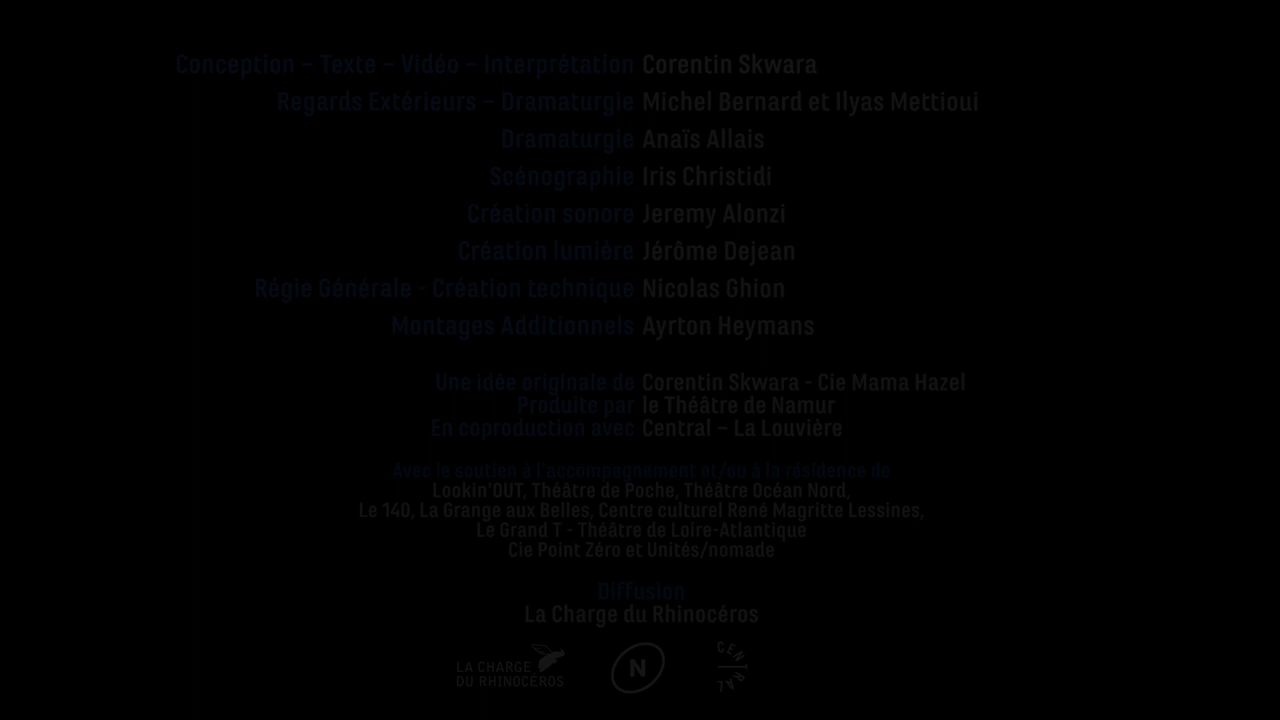 Conception – Texte – Vidéo – Interprétation Corentin Skwara
Regards Extérieurs – Dramaturgie Michel Bernard et Ilyas Mettioui
Dramaturgie Anaïs Allais
Scénographie Iris Christidi
Création sonore Jeremy Alonzi
Création lumière Jérôme Dejean
Régie Générale - Création technique Nicolas Ghion
Montages Additionnels Ayrton Heymans
Une idée originale de Corentin Skwara - Cie Mama Hazel
Produite par le Théâtre de Namur
En coproduction avec Central – La Louvière
Avec le soution à l'accompagnement et/ou à la résidence de
Lookin'OUT, Théâtre de Poche, Théâtre Océan Nord,
Le 140, La Grange aux Belles, Centre culturel René Magritte Lessines,
Le Grand T - Théâtre de Loire-Atlantique
Cie Point Zéro et Unités/nomade
Diffusion
La Charge du Rhinocéros
LA CHARGE
DU RHINOCÉROS
N
CENTRAL